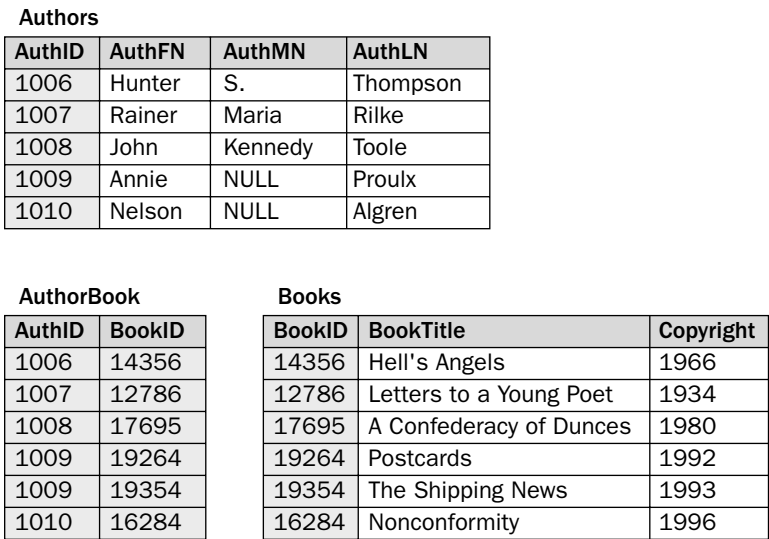 Authors
AuthID AuthFN AuthMN AuthLN
1006 Hunter S. Thompson
1007 Rainer Maria Rilke
1008 John Kennedy Toole
1009 Annie NULL Proulx
1010 Nelson NULL Algren
AuthorBook
AuthID BookID
1006 14356
1007 12786
1008 17695
1009 19264
1009 19354
1010 16284
Books
BookID BookTitle Copyright
14356 Hell's Angels 1966
12786 Letters to a Young Poet 1934
17695 A Confederacy of Dunces 1980
19264 Postcards 1992
19354 The Shipping News 1993
16284 Nonconformity 1996